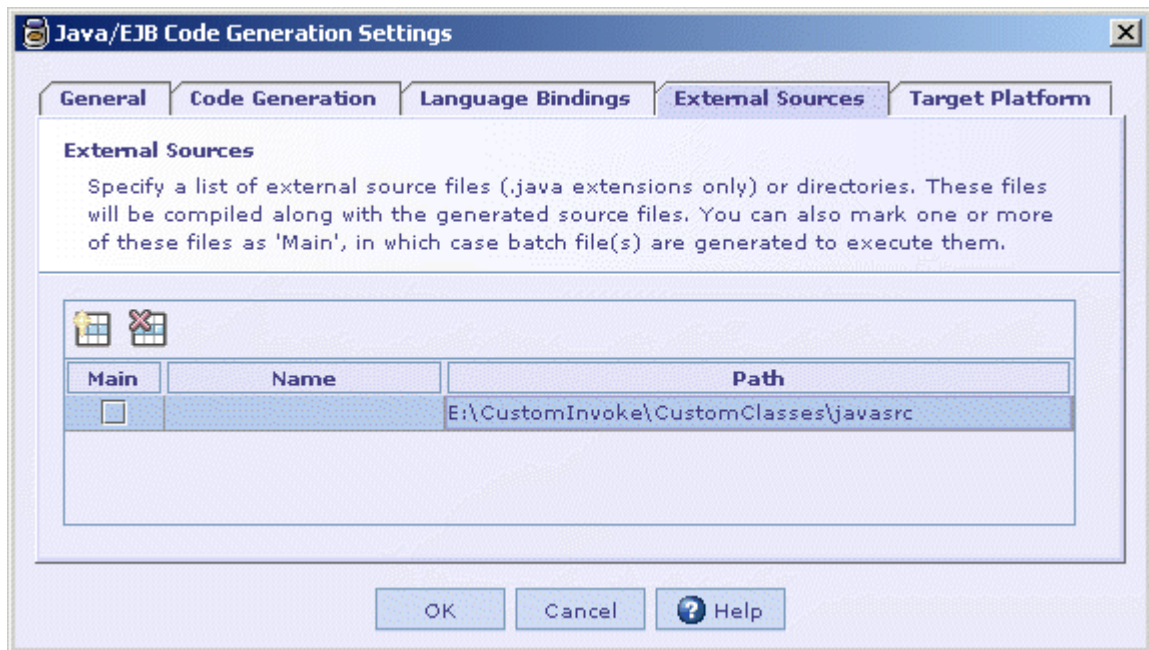 Java/EJB Code Generation Settings
General Code Generation Language Bindings External Sources Target Platform
External Sources
Specify a list of external source files (.java extensions only) or directories. These files
will be compiled along with the generated source files. You can also mark one or more
of these files as 'Main', in which case batch file(s) are generated to execute them.
Main Name Path
E:\CustomInvoke\CustomClasses\javasrc
OK Cancel Help